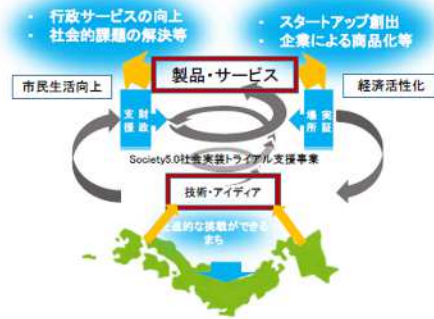 ・ 行政サービスの向上
・ 社会的課題の解決等
・ スタートアップ創出
・ 企業による商品化等
製品・サービス
市民生活向上
経済活性化
財政
支援
実証
場所
Society5.0社会実装トライアル支援事業
技術・アイディア
進的な挑戦ができる
まち